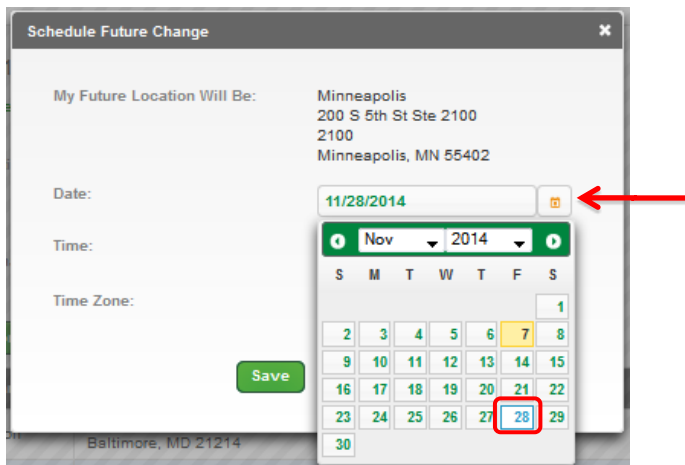 Schedule Future Change ×
My Future Location Will Be: Minneapolis
200 S 5th St Ste 2100
2100
Minneapolis, MN 55402
Date: 11/28/2014
Time:
Time Zone:
Nov 2014
S M T W T F S
1
2 3 4 5 6 7 8
9 10 11 12 13 14 15
16 17 18 19 20 21 22
23 24 25 26 27 28 29
30
Save
Baltimore, MD 21214